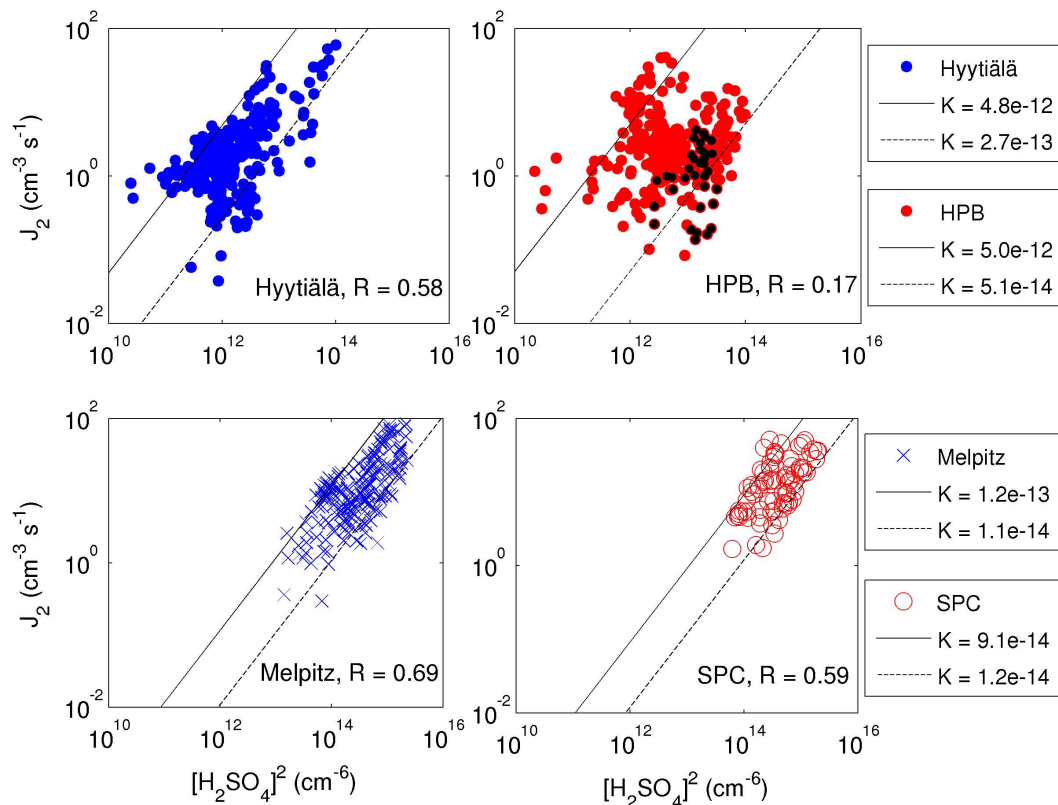 10^2
10^0
10^-2
J_2 (cm^-3 s^-1)
10^10 10^12 10^14 10^16
Hyytiälä, R = 0.58
10^2
10^0
10^-2
10^10 10^12 10^14 10^16
HPB, R = 0.17
Hyytiälä
K = 4.8e-12
K = 2.7e-13
HPB
K = 5.0e-12
K = 5.1e-14
10^2
10^0
10^-2
J_2 (cm^-3 s^-1)
10^10 10^12 10^14 10^16
[H_2SO_4]^2 (cm^-6)
Melpitz, R = 0.69
10^2
10^0
10^-2
10^10 10^12 10^14 10^16
[H_2SO_4]^2 (cm^-6)
SPC, R = 0.59
Melpitz
K = 1.2e-13
K = 1.1e-14
SPC
K = 9.1e-14
K = 1.2e-14